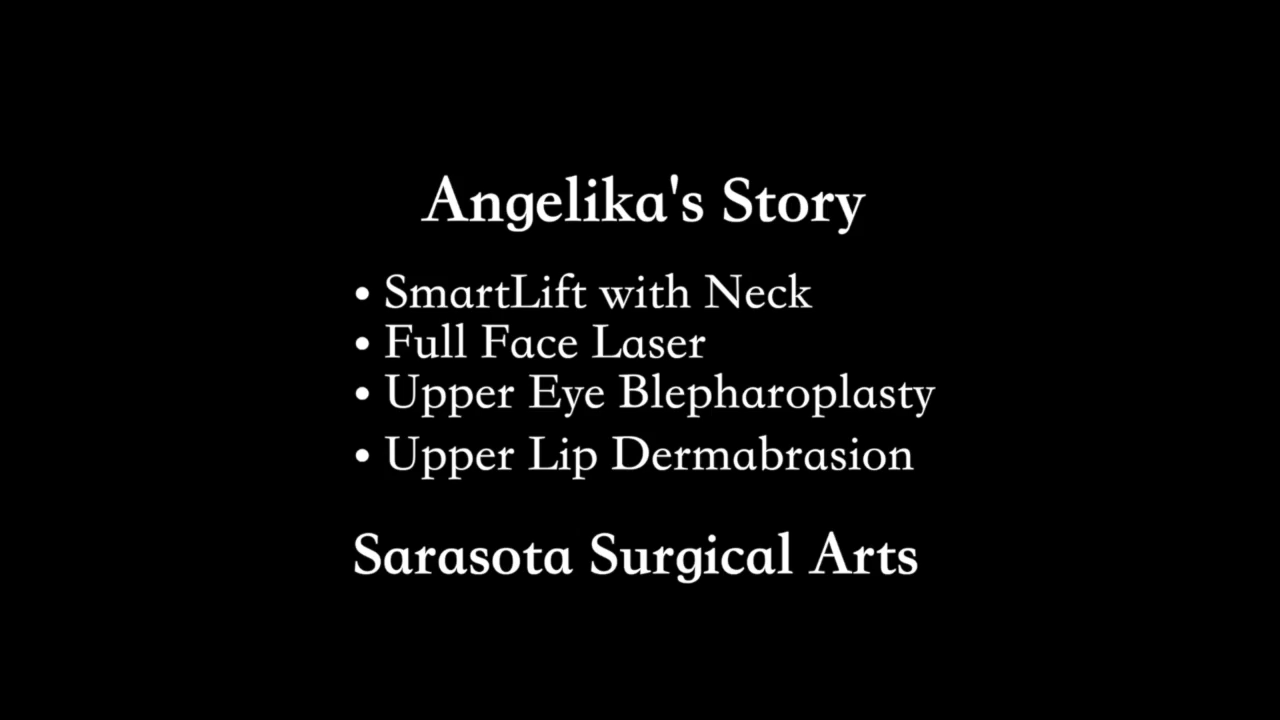 Angelika's Story
• SmartLift with Neck
• Full Face Laser
• Upper Eye Blepharoplasty
• Upper Lip Dermabrasion
Sarasota Surgical Arts